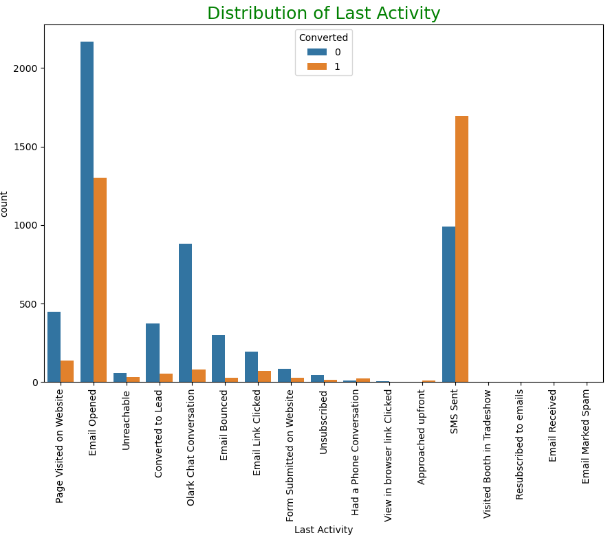 Distribution of Last Activity
Converted
0
1
count
2000
1500
1000
500
0
Page Visited on Website
Email Opened
Unreachable
Converted to Lead
Olark Chat Conversation
Email Bounced
Email Link Clicked
Form Submitted on Website
Unsubscribed
Had a Phone Conversation
View in browser link Clicked
Approached upfront
SMS Sent
Visited Booth in Tradeshow
Resubscribed to emails
Email Received
Email Marked Spam
Last Activity